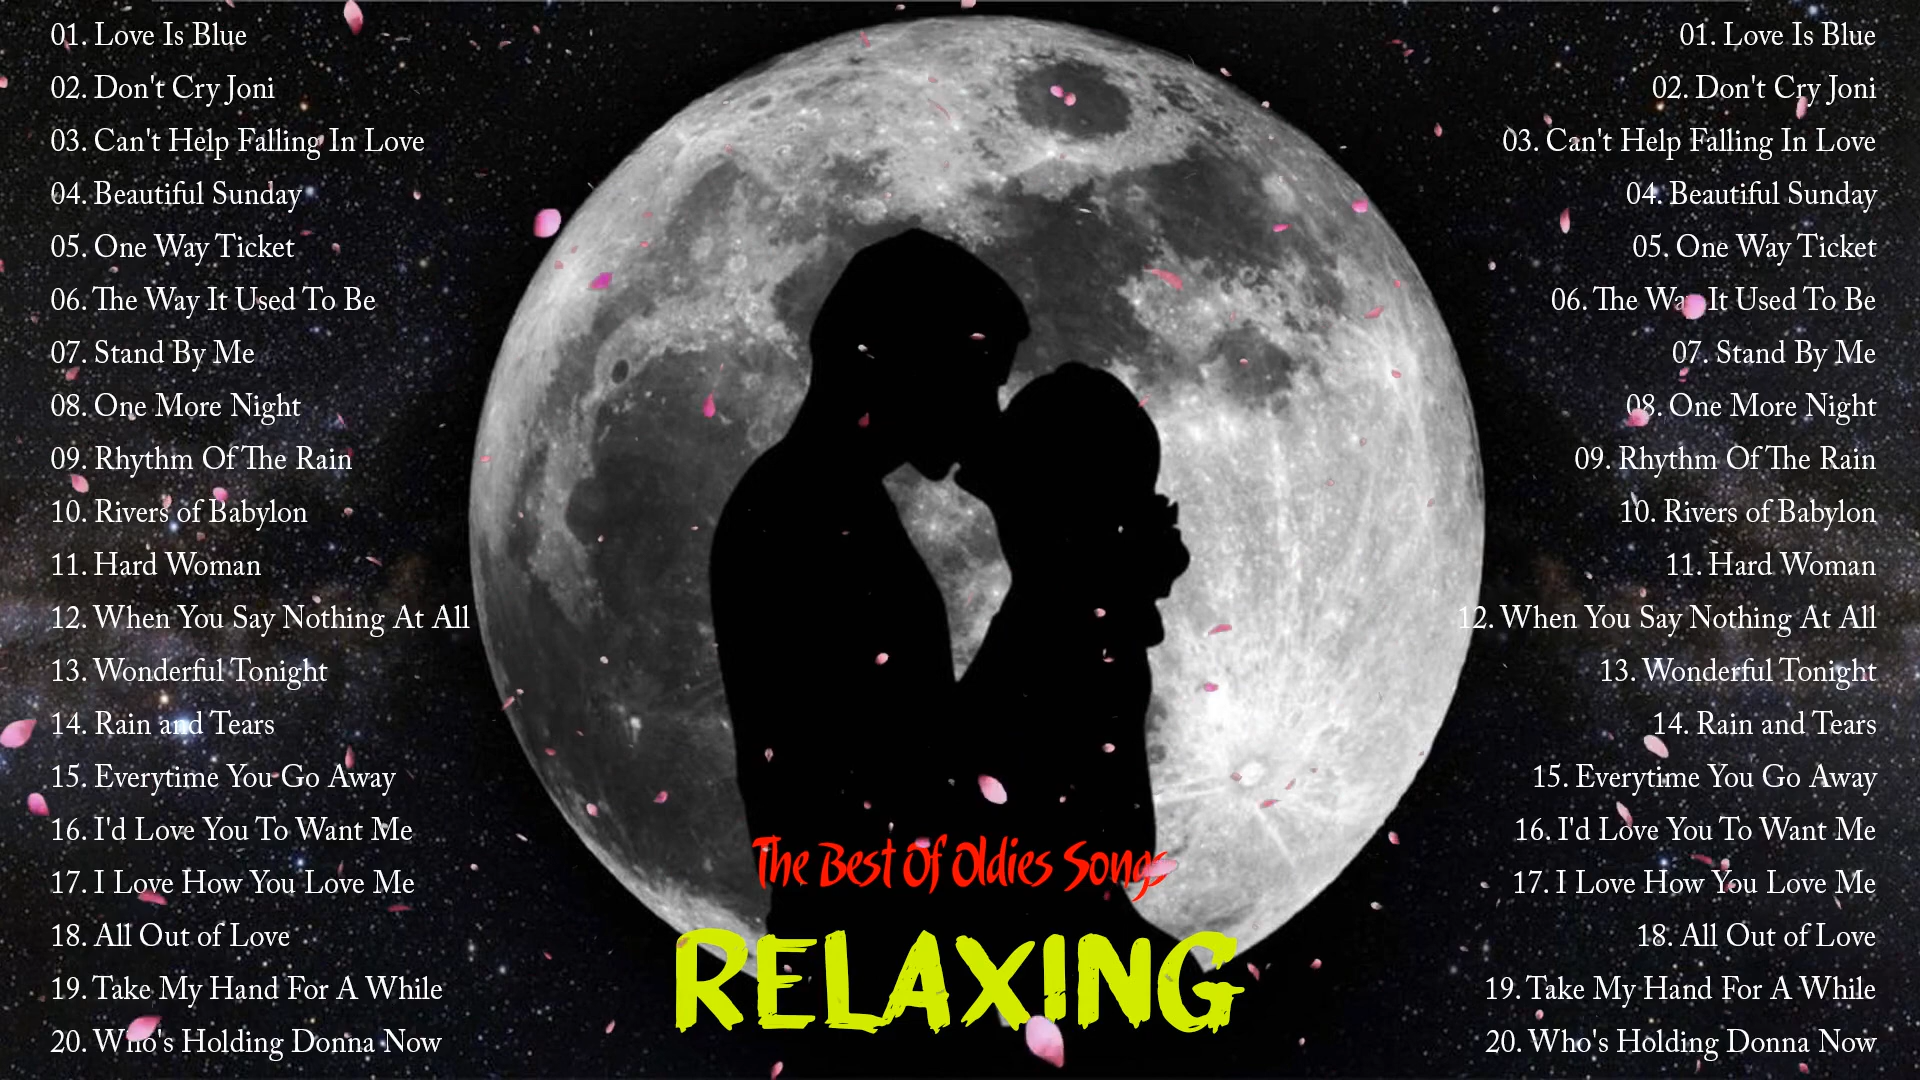 01. Love Is Blue
02. Don't Cry Joni
03. Can't Help Falling In Love
04. Beautiful Sunday
05. One Way Ticket
06. The Way It Used To Be
07. Stand By Me
08. One More Night
09. Rhythm Of The Rain
10. Rivers of Babylon
11. Hard Woman
12. When You Say Nothing At All
13. Wonderful Tonight
14. Rain and Tears
15. Everytime You Go Away
16. I'd Love You To Want Me
17. I Love How You Love Me
18. All Out of Love
19. Take My Hand For A While
20. Who's Holding Donna Now
The Best Of Oldies Songs
RELAXING
01. Love Is Blue
02. Don't Cry Joni
03. Can't Help Falling In Love
04. Beautiful Sunday
05. One Way Ticket
06. The Way It Used To Be
07. Stand By Me
08. One More Night
09. Rhythm Of The Rain
10. Rivers of Babylon
11. Hard Woman
12. When You Say Nothing At All
13. Wonderful Tonight
14. Rain and Tears
15. Everytime You Go Away
16. I'd Love You To Want Me
17. I Love How You Love Me
18. All Out of Love
19. Take My Hand For A While
20. Who's Holding Donna Now